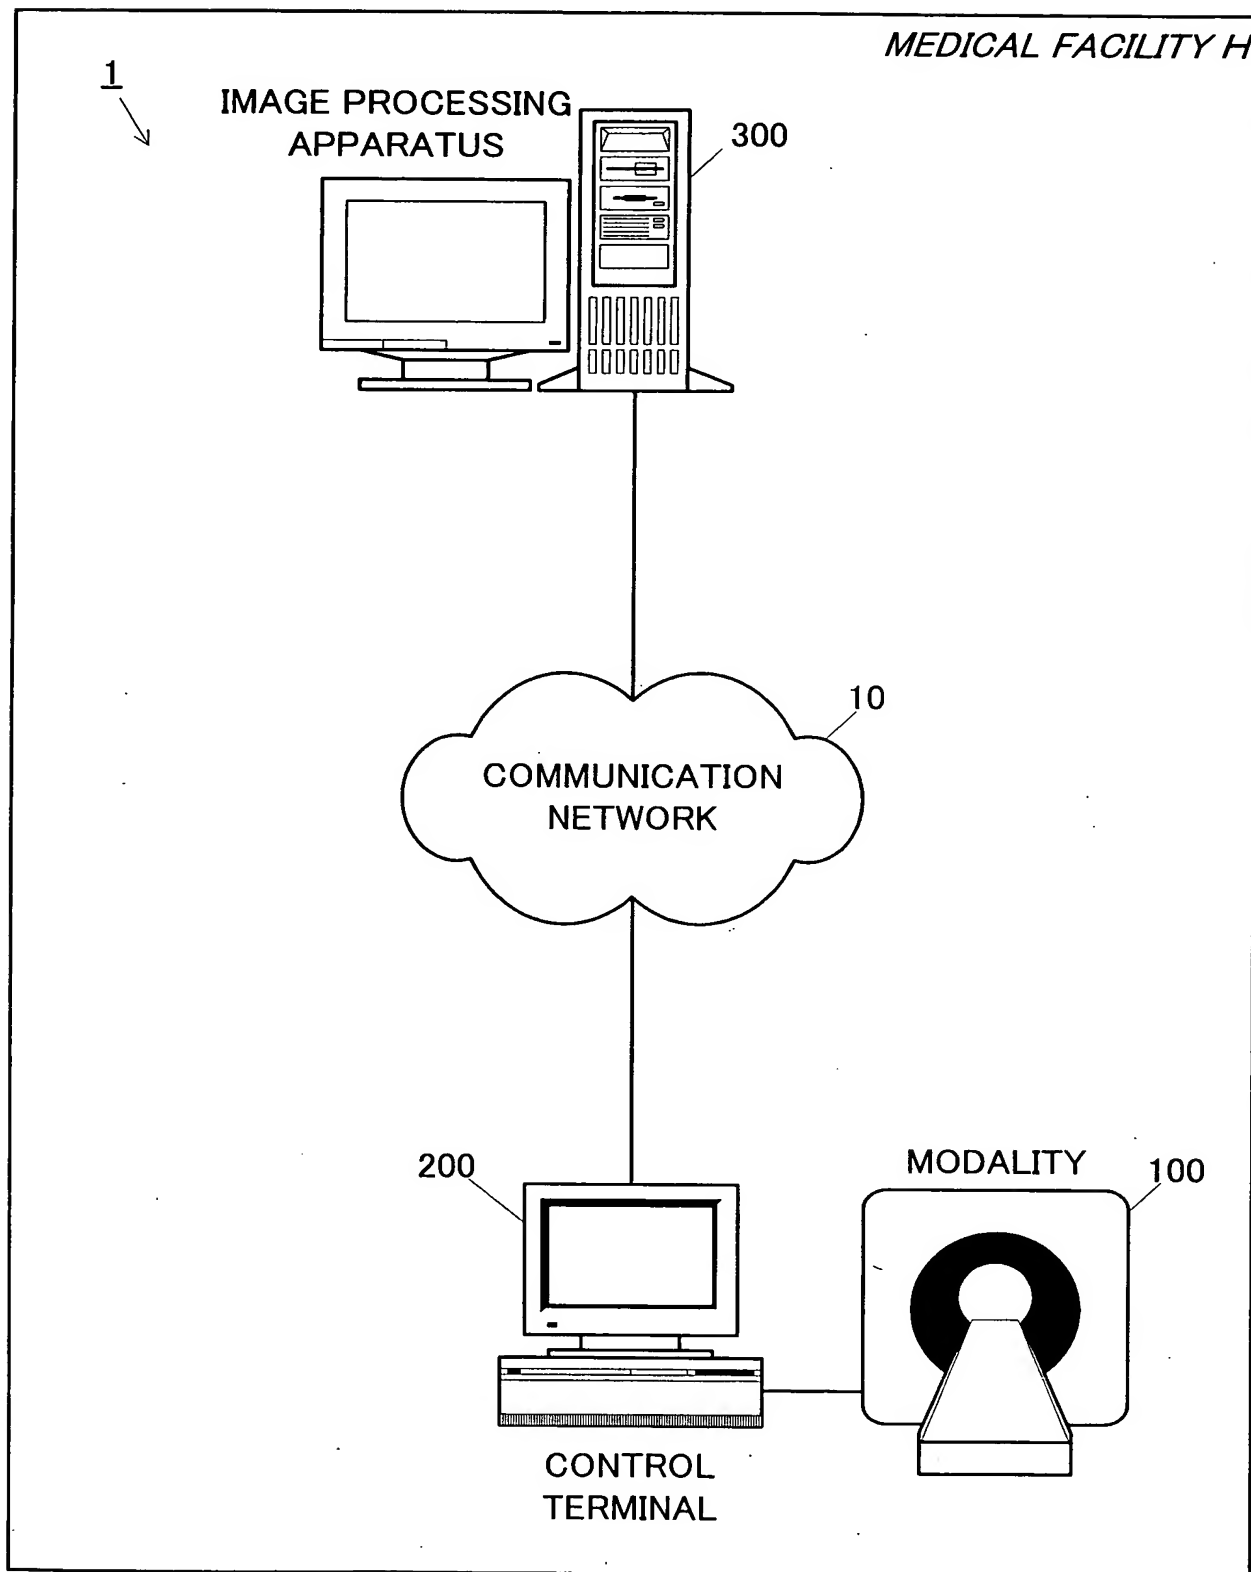 MEDICAL FACILITY H
1
IMAGE PROCESSING
APPARATUS
300
10
COMMUNICATION
NETWORK
200
MODALITY
100
CONTROL
TERMINAL